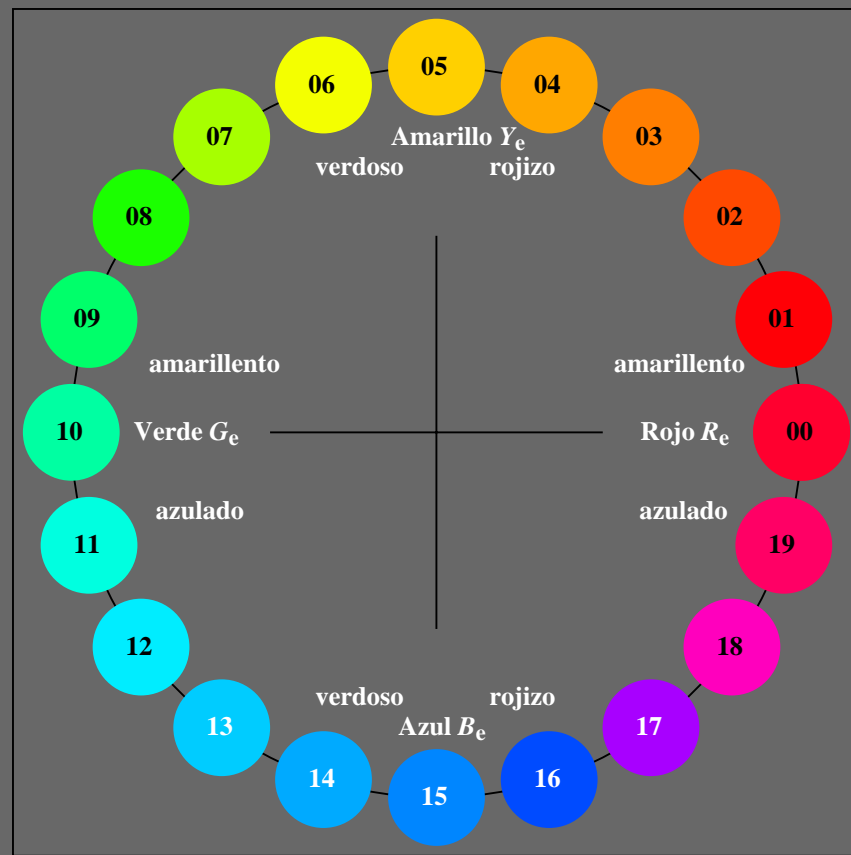 05
06
04
07
Amarillo Ye
03
verdoso
rojizo
08
02
09
01
amarillento
amarillento
10
Verde Ge
Rojo Re
00
azulado
azulado
11
19
12
18
verdoso
rojizo
13
Azul Be
17
14
16
15